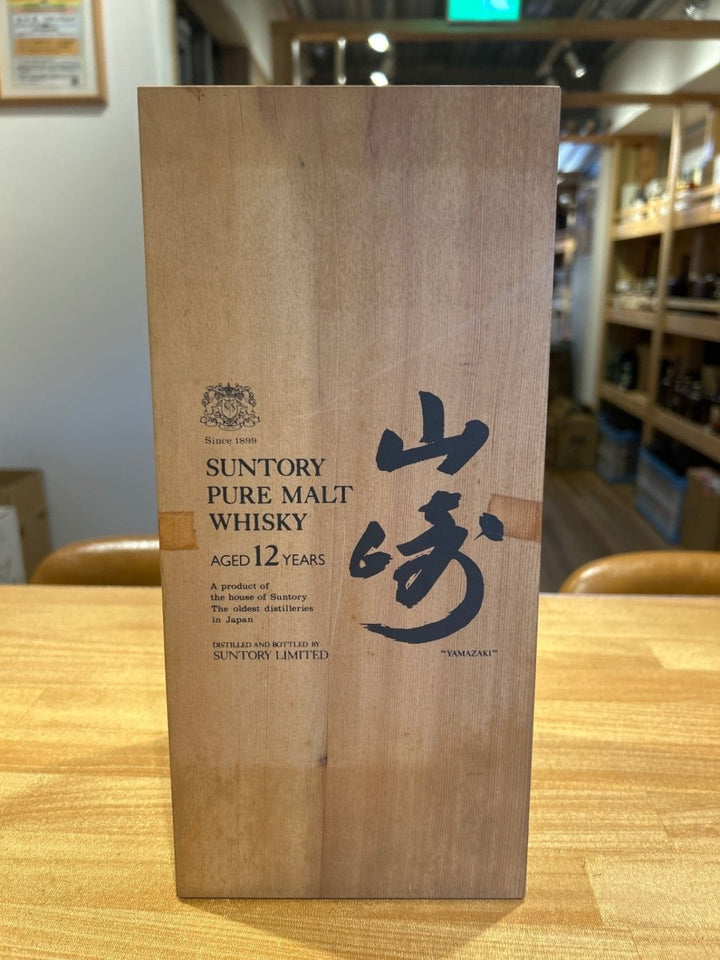 Since 1899
SUNTORY
PURE MALT
WHISKY
AGED 12 YEARS
A product of
the house of Suntory
The oldest distilleries
in Japan
DISTILLED AND BOTTLED BY
SUNTORY LIMITED
山崎
"YAMAZAKI"